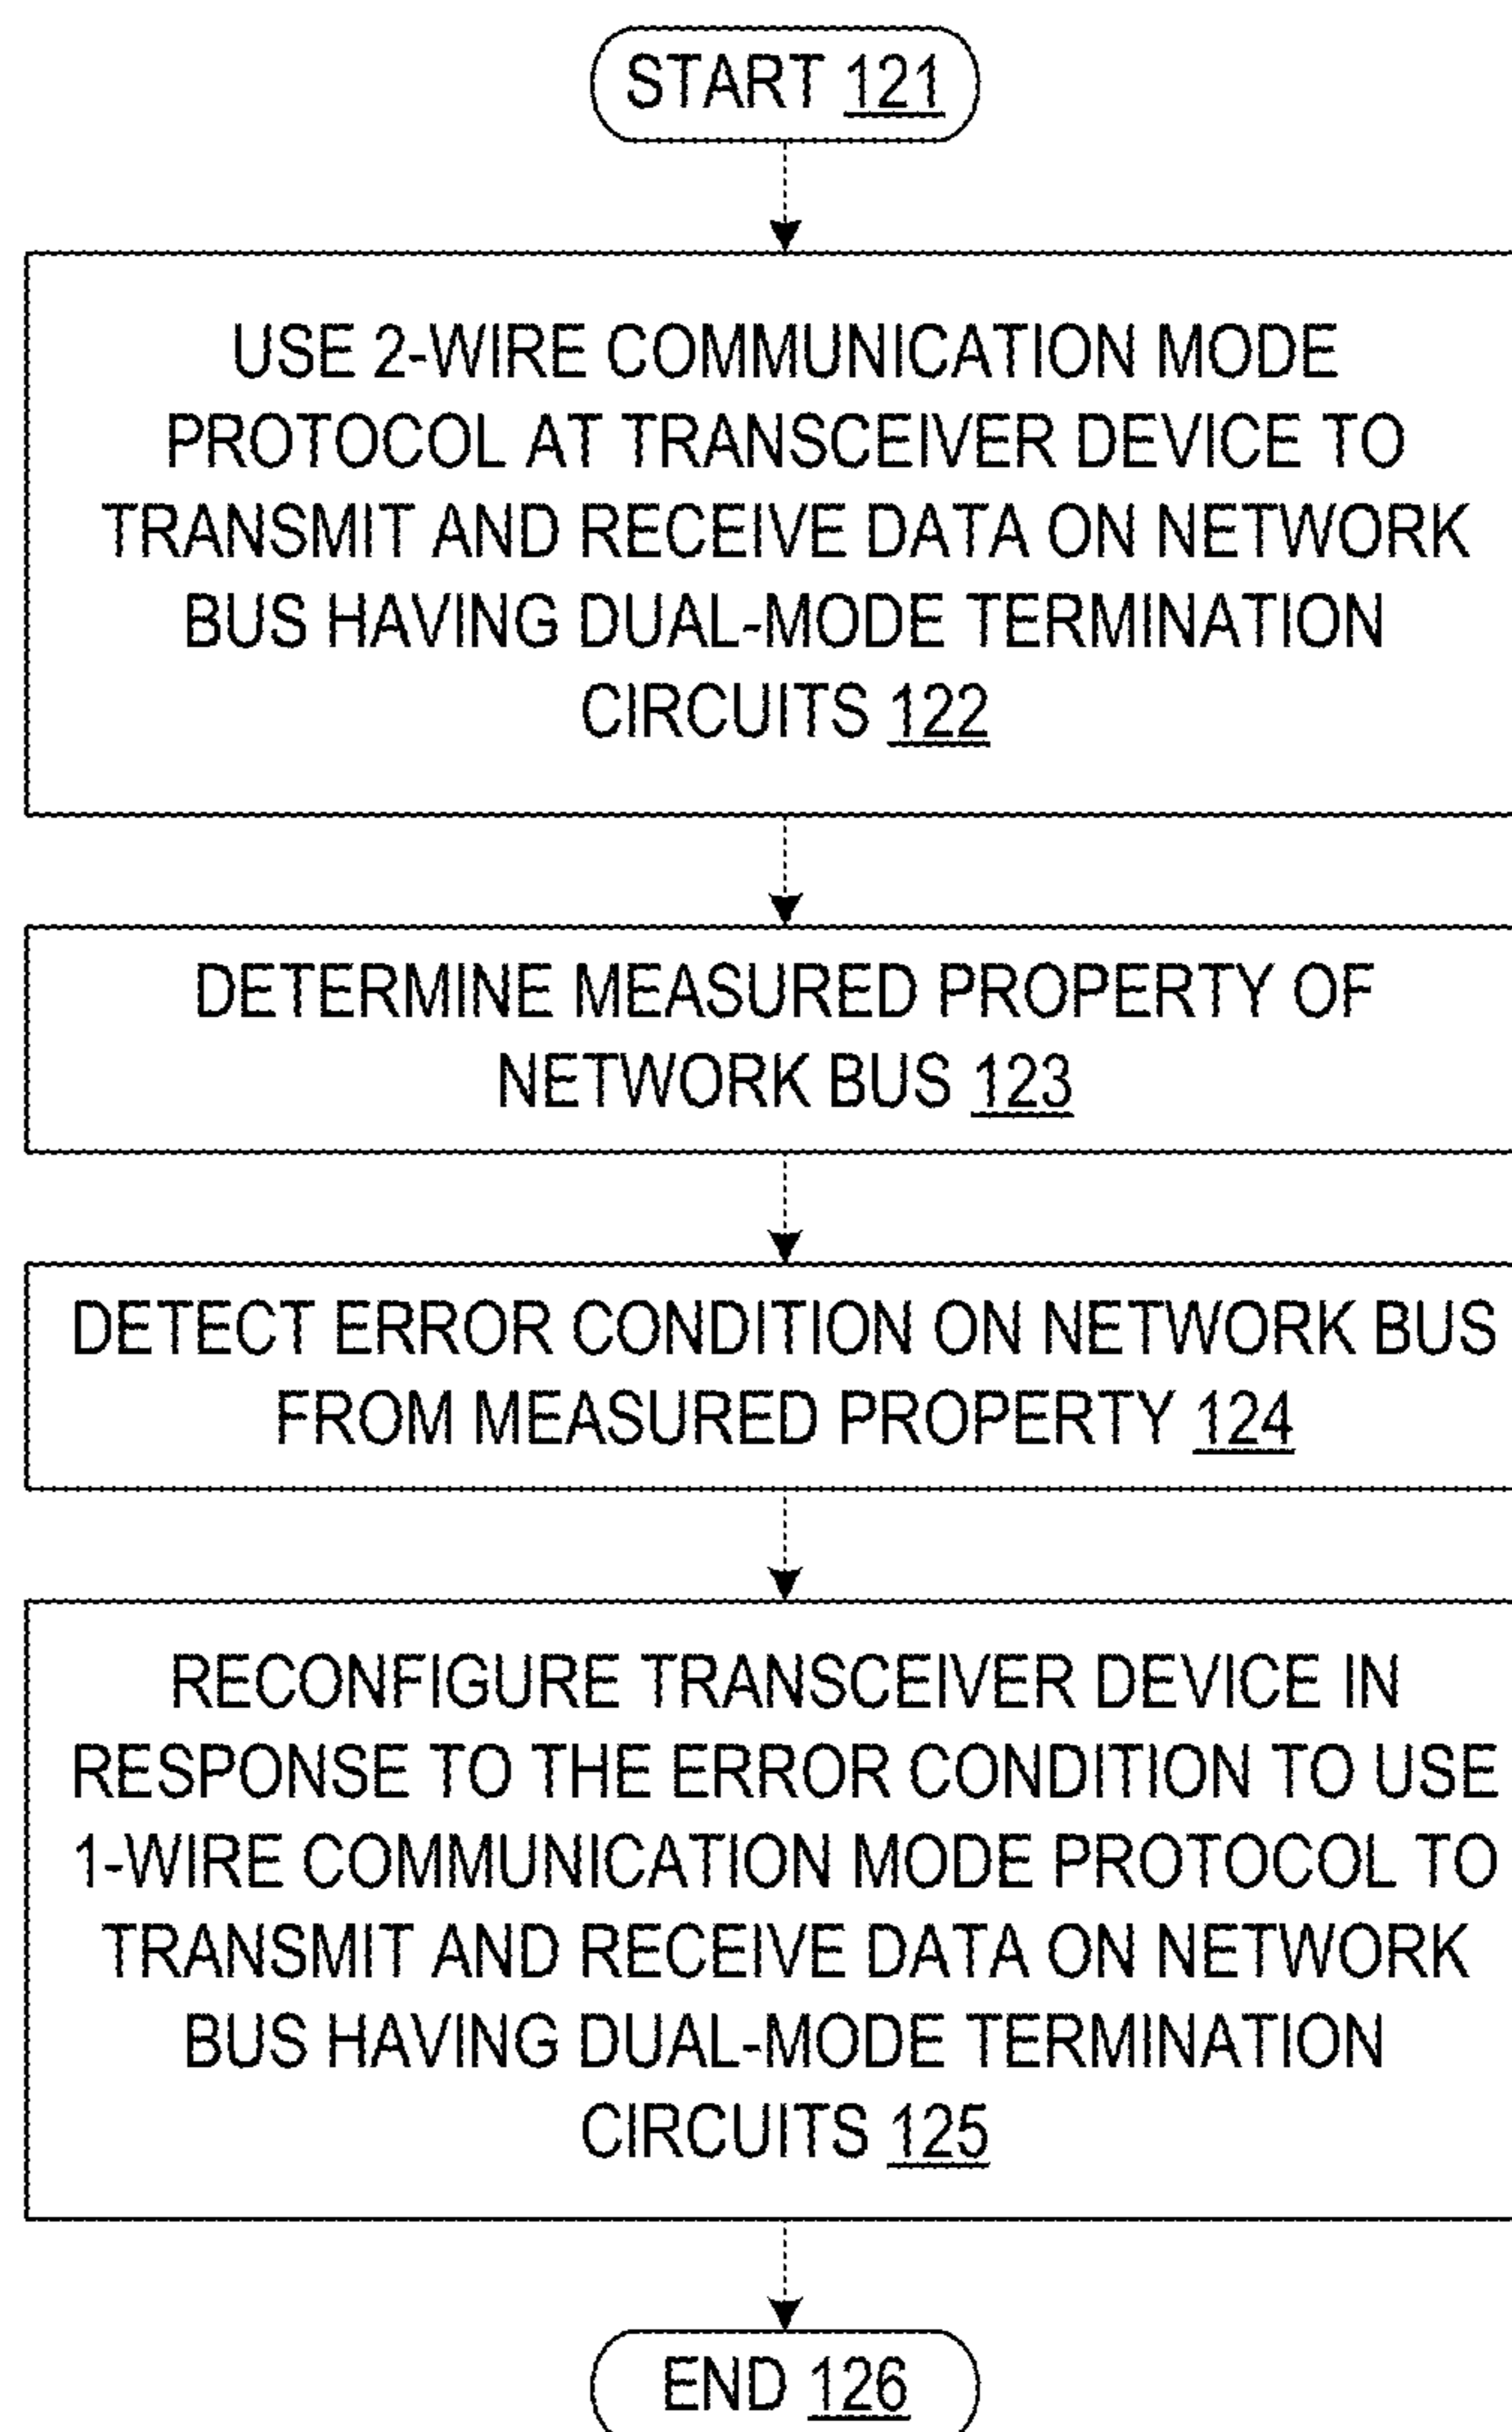 START 121
USE 2-WIRE COMMUNICATION MODE
PROTOCOL AT TRANSCEIVER DEVICE TO
TRANSMIT AND RECEIVE DATA ON NETWORK
BUS HAVING DUAL-MODE TERMINATION
CIRCUITS 122
DETERMINE MEASURED PROPERTY OF
NETWORK BUS 123
DETECT ERROR CONDITION ON NETWORK BUS
FROM MEASURED PROPERTY 124
RECONFIGURE TRANSCEIVER DEVICE IN
RESPONSE TO THE ERROR CONDITION TO USE
1-WIRE COMMUNICATION MODE PROTOCOL TO
TRANSMIT AND RECEIVE DATA ON NETWORK
BUS HAVING DUAL-MODE TERMINATION
CIRCUITS 125
END 126